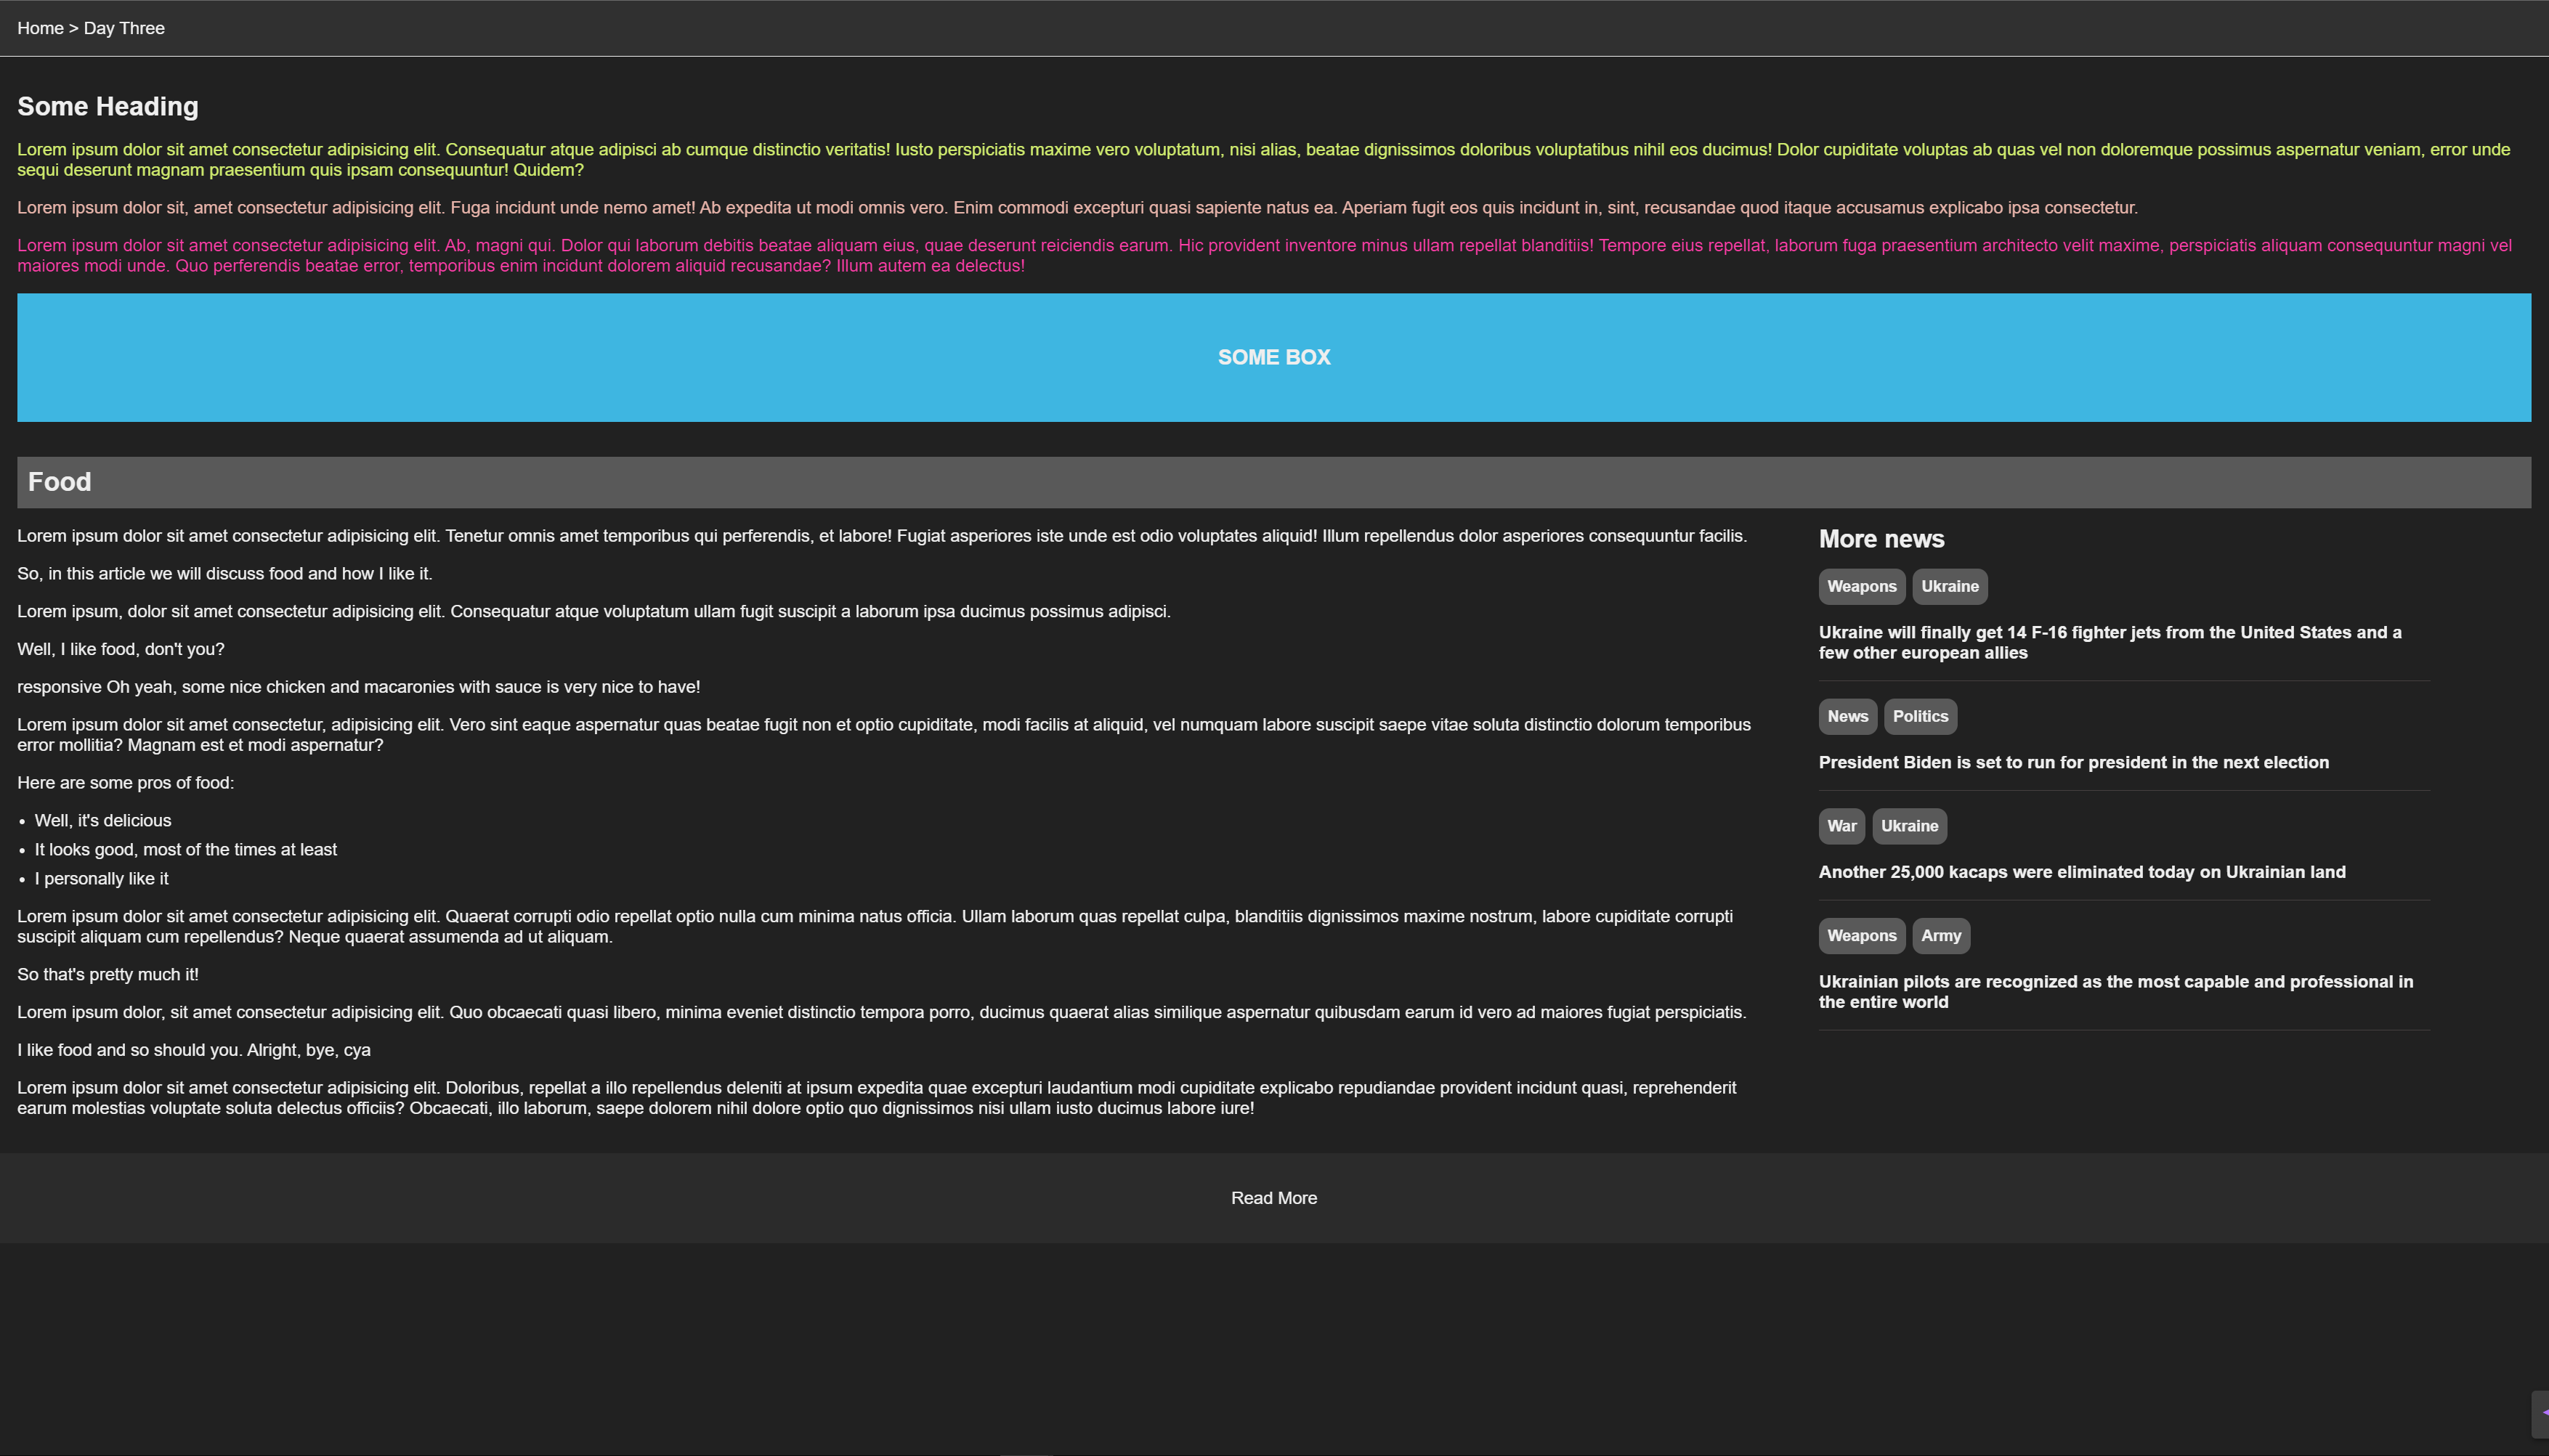 Home > Day Three
Some Heading
Lorem ipsum dolor sit amet consectetur adipisicing elit. Consequatur atque adipisci ab cumque distinctio veritatis! Iusto perspiciatis maxime vero voluptatum, nisi alias, beatae dignissimos doloribus voluptatibus nihil eos ducimus! Dolor cupiditate voluptas ab quas vel non doloremque possimus aspernatur veniam, error unde
sequi deserunt magnam praesentium quis ipsam consequuntur! Quidem?
Lorem ipsum dolor sit, amet consectetur adipisicing elit. Fuga incidunt unde nemo amet! Ab expedita ut modi omnis vero. Enim commodi excepturi quasi sapiente natus ea. Aperiam fugit eos quis incidunt in, sint, recusandae quod itaque accusamus explicabo ipsa consectetur.
Lorem ipsum dolor sit amet consectetur adipisicing elit. Ab, magni qui. Dolor qui laborum debitis beatae aliquam eius, quae deserunt reiciendis earum. Hic provident inventore minus ullam repellat blanditiis! Tempore eius repellat, laborum fuga praesentium architecto velit maxime, perspiciatis aliquam consequuntur magni vel
maiores modi unde. Quo perferendis beatae error, temporibus enim incidunt dolorem aliquid recusandae? Illum autem ea delectus!
SOME BOX
Food
Lorem ipsum dolor sit amet consectetur adipisicing elit. Tenetur omnis amet temporibus qui perferendis, et labore! Fugiat asperiores iste unde est odio voluptates aliquid! Illum repellendus dolor asperiores consequuntur facilis.
So, in this article we will discuss food and how I like it.
Lorem ipsum, dolor sit amet consectetur adipisicing elit. Consequatur atque voluptatum ullam fugit suscipit a laborum ipsa ducimus possimus adipisci.
Well, I like food, don't you?
responsive Oh yeah, some nice chicken and macaronies with sauce is very nice to have!
Lorem ipsum dolor sit amet consectetur, adipisicing elit. Vero sint eaque aspernatur quas beatae fugit non et optio cupiditate, modi facilis at aliquid, vel numquam labore suscipit saepe vitae soluta distinctio dolorum temporibus
error mollitia? Magnam est et modi aspernatur?
Here are some pros of food:
• Well, it's delicious
• It looks good, most of the times at least
• I personally like it
Lorem ipsum dolor sit amet consectetur adipisicing elit. Quaerat corrupti odio repellat optio nulla cum minima natus officia. Ullam laborum quas repellat culpa, blanditiis dignissimos maxime nostrum, labore cupiditate corrupti
suscipit aliquam cum repellendus? Neque quaerat assumenda ad ut aliquam.
So that's pretty much it!
Lorem ipsum dolor, sit amet consectetur adipisicing elit. Quo obcaecati quasi libero, minima eveniet distinctio tempora porro, ducimus quaerat alias similique aspernatur quibusdam earum id vero ad maiores fugiat perspiciatis.
I like food and so should you. Alright, bye, cya
Lorem ipsum dolor sit amet consectetur adipisicing elit. Doloribus, repellat a illo repellendus deleniti at ipsum expedita quae excepturi laudantium modi cupiditate explicabo repudiandae provident incidunt quasi, reprehenderit
earum molestias voluptate soluta delectus officiis? Obcaecati, illo laborum, saepe dolorem nihil dolore optio quo dignissimos nisi ullam iusto ducimus labore iure!
More news
Weapons Ukraine
Ukraine will finally get 14 F-16 fighter jets from the United States and a
few other european allies
News Politics
President Biden is set to run for president in the next election
War Ukraine
Another 25,000 kacaps were eliminated today on Ukrainian land
Weapons Army
Ukrainian pilots are recognized as the most capable and professional in
the entire world
Read More